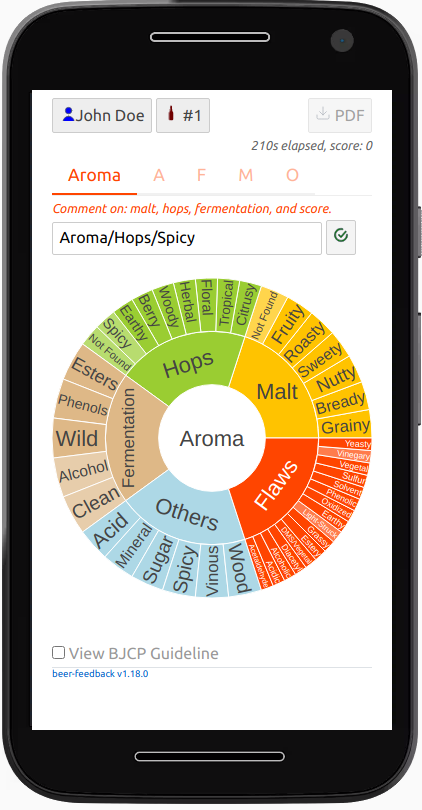 John Doe #1 PDF
210s elapsed, score: 0
Aroma A F M O
Comment on: malt, hops, fermentation, and score.
Aroma/Hops/Spicy
Aroma
Hops
Not Found
Spicy
Earthy
Berry
Woody
Herbal
Floral
Tropical
Citrusy
Malt
Not Found
Fruity
Roasty
Sweety
Nutty
Bready
Grainy
Flaws
Yeasty
Vinegary
Vegetal
Sulfur
Solvent
Phenolic
Oxidized
Earthy
Light-struck
Grassy
Estery
DMS/Vegetal
Diacetyl
Alcoholic
Acidic
Acetaldehyde
Others
Wood
Vinous
Spicy
Sugar
Mineral
Acid
Fermentation
Clean
Alcohol
Wild
Phenols
Esters
View BJCP Guideline
beer-feedback v1.18.0